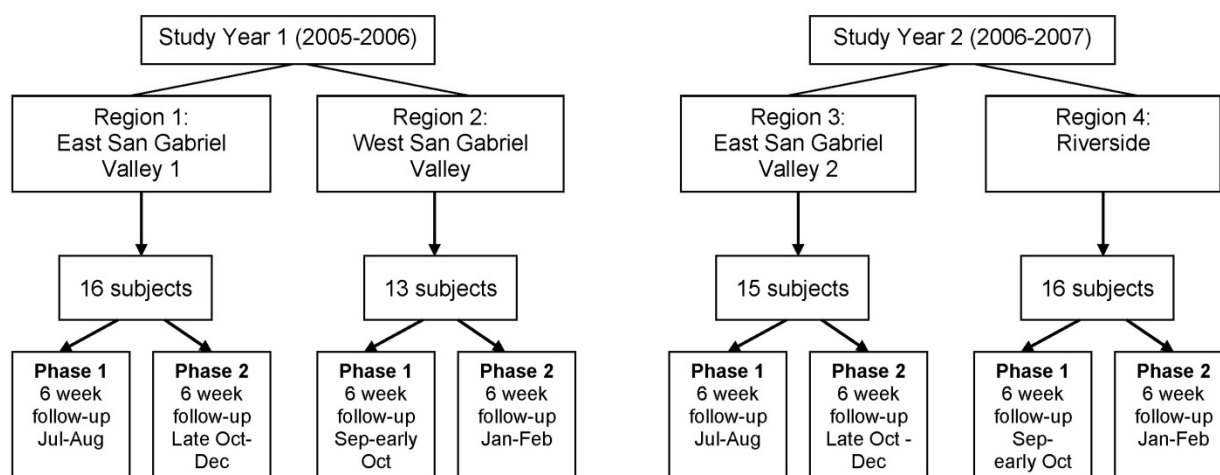 Study Year 1 (2005-2006)
Study Year 2 (2006-2007)
Region 1:
East San Gabriel
Valley 1
Region 2:
West San Gabriel
Valley
Region 3:
East San Gabriel
Valley 2
Region 4:
Riverside
16 subjects
13 subjects
15 subjects
16 subjects
Phase 1
6 week
follow-up
Jul-Aug
Phase 2
6 week
follow-up
Late Oct-
Dec
Phase 1
6 week
follow-up
Sep-early
Oct
Phase 2
6 week
follow-up
Jan-Feb
Phase 1
6 week
follow-up
Jul-Aug
Phase 2
6 week
follow-up
Late Oct -
Dec
Phase 1
6 week
follow-up
Sep-
early Oct
Phase 2
6 week
follow-up
Jan-Feb